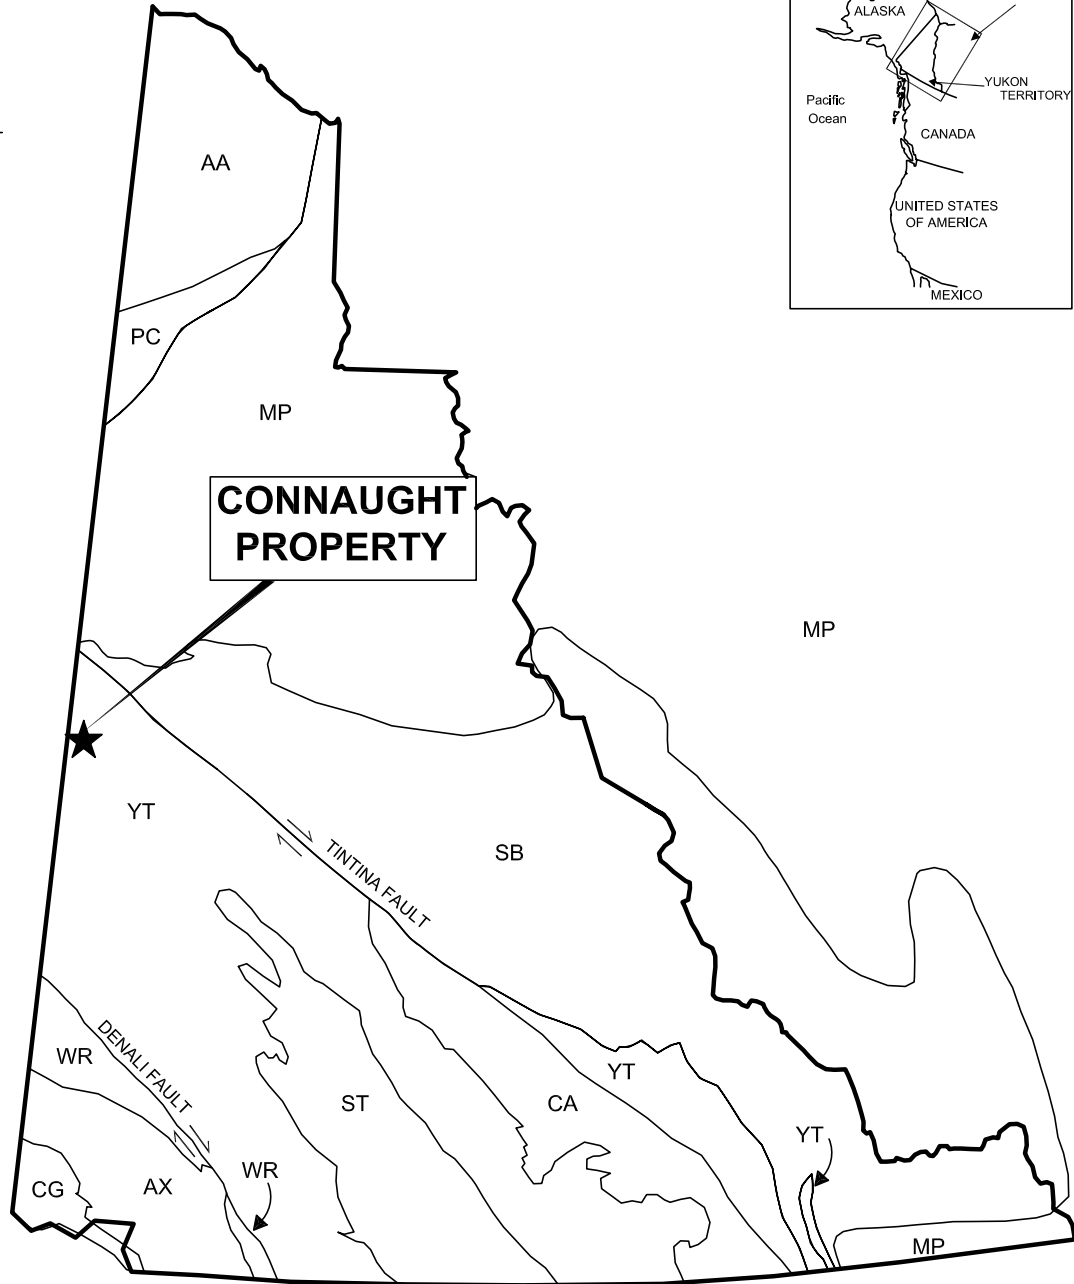 ALASKA
YUKON
TERRITORY
Pacific
Ocean
CANADA
UNITED STATES
OF AMERICA
MEXICO
AA
PC
MP
CONNAUGHT
PROPERTY
MP
YT
SB
TINTINA FAULT
DENALI FAULT
WR
YT
ST
CA
YT
WR
CG
AX
MP